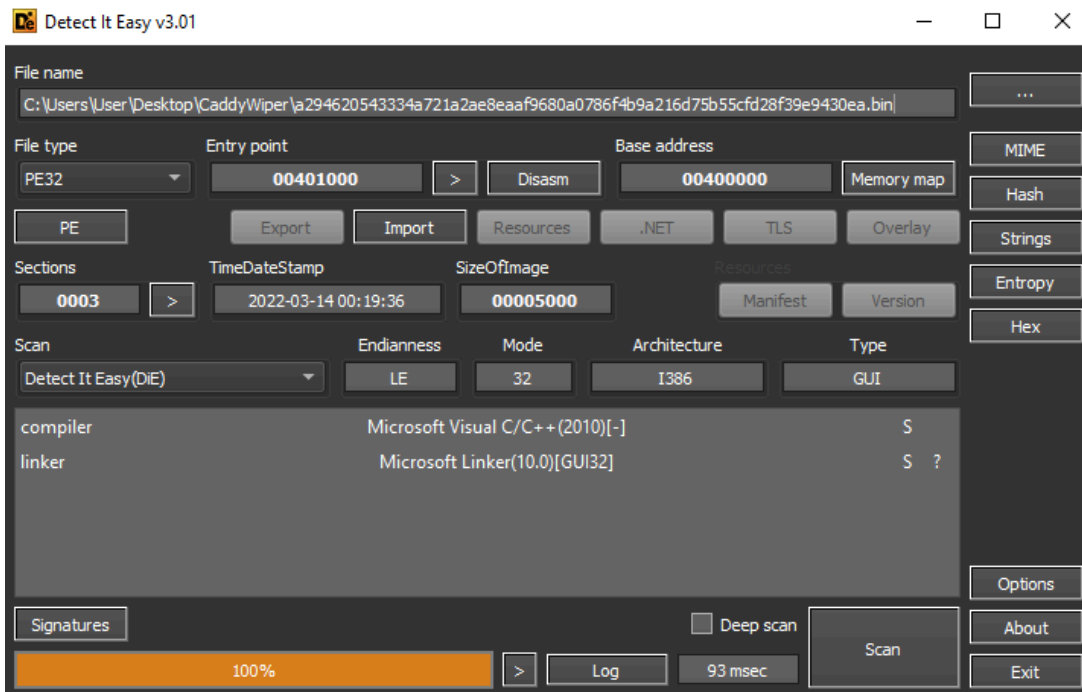 Detect It Easy v3.01
File name
C:\Users\User\Desktop\CaddyWiper\a294620543334a721a2ae8eaaf9680a0786f4b9a216d75b55cfd28f39e9430ea.bin
...
File type Entry point Base address
MIME
PE32 00401000 > Disasm 00400000 Memory map
Hash
PE Export Import Resources .NET TLS Overlay
Strings
Sections TimeDateStamp SizeOfImage Resources
Entropy
0003 > 2022-03-14 00:19:36 00005000 Manifest Version
Hex
Scan Endianness Mode Architecture Type
Detect It Easy(DiE) LE 32 I386 GUI
compiler Microsoft Visual C/C++(2010)[-] S
linker Microsoft Linker(10.0)[GUI32] S ?
Options
Signatures Deep scan
About
Scan
100% > Log 93 msec
Exit